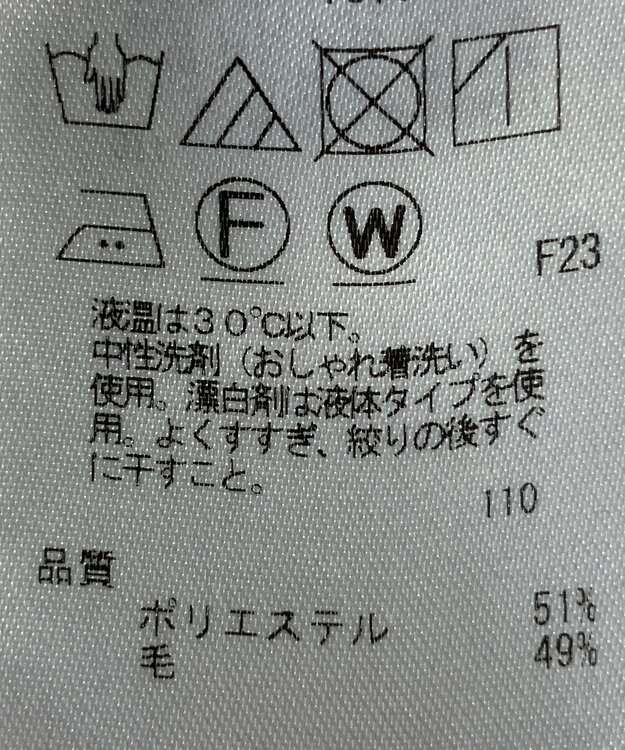 F
W
F23
液温は30℃以下。
中性洗剤(おしゃれ着洗い)を
使用。漂白剤は液体タイプを使
用。よくすすぎ、絞りの後すぐ
に干すこと。
110
品質
ポリエステル 51%
毛 49%